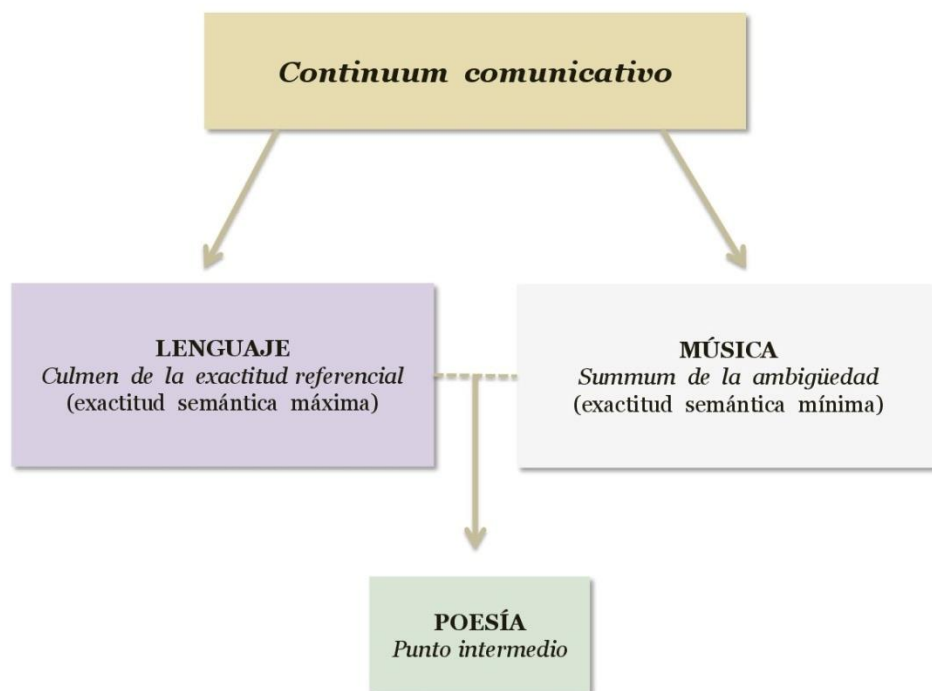 Continuum comunicativo
LENGUAJE
Culmen de la exactitud referencial
(exactitud semántica máxima)
MÚSICA
Summum de la ambigüedad
(exactitud semántica mínima)
POESÍA
Punto intermedio